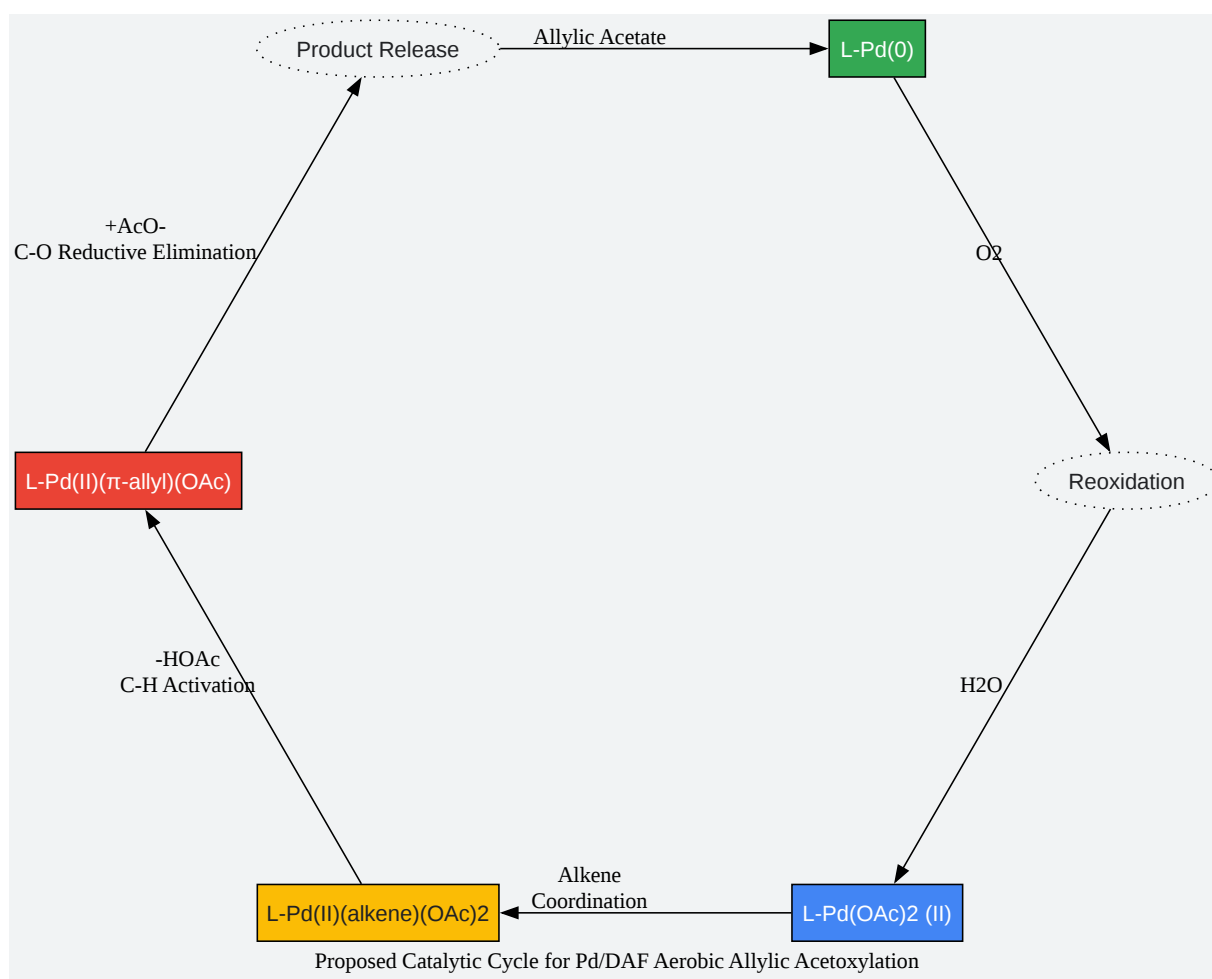 Product Release
Allylic Acetate
L-Pd(0)
+AcO-
C-O Reductive Elimination
O2
L-Pd(II)(π-allyl)(OAc)
Reoxidation
-HOAc
C-H Activation
H2O
L-Pd(II)(alkene)(OAc)2
Alkene
Coordination
L-Pd(OAc)2 (II)
Proposed Catalytic Cycle for Pd/DAF Aerobic Allylic Acetoxylation